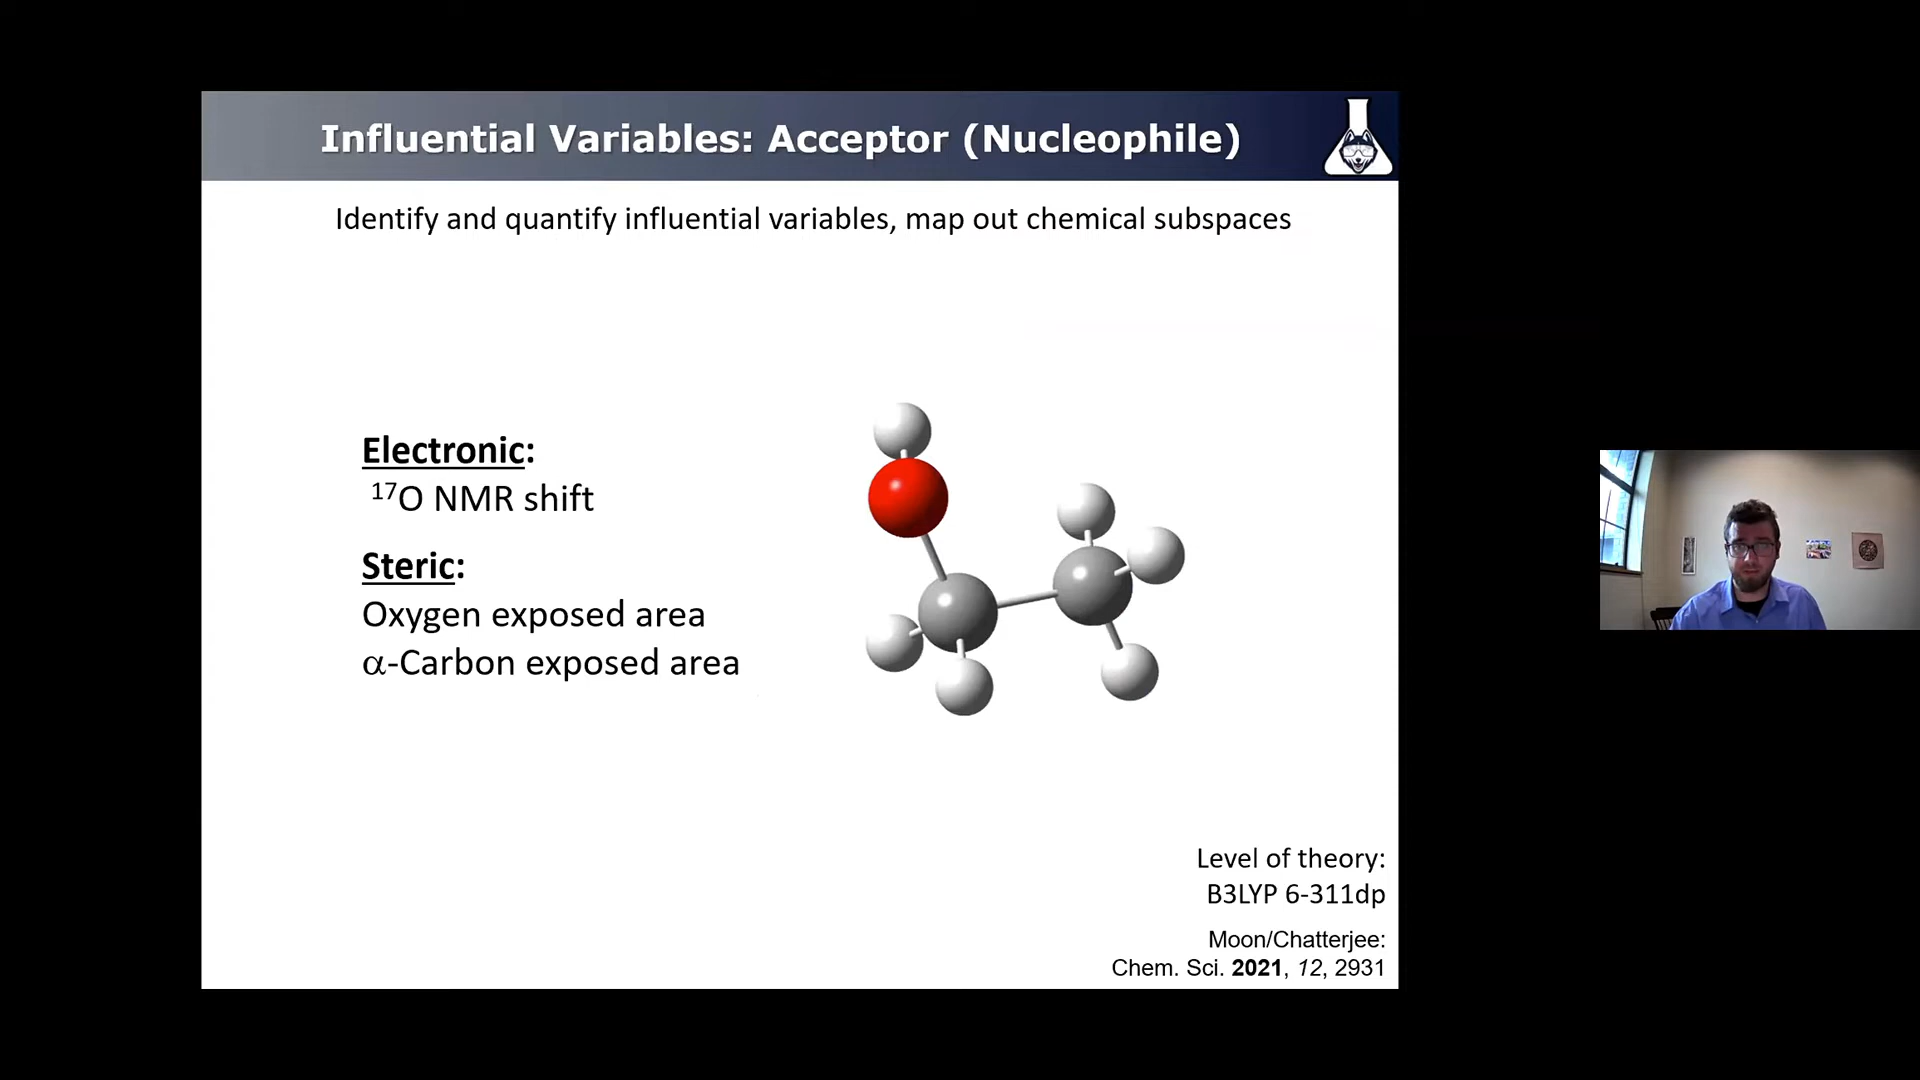 Influential Variables: Acceptor (Nucleophile)
Identify and quantify influential variables, map out chemical subspaces
Electronic:
¹⁷O NMR shift
Steric:
Oxygen exposed area
α-Carbon exposed area
Level of theory:
B3LYP 6-311dp
Moon/Chatterjee:
Chem. Sci. 2021, 12, 2931